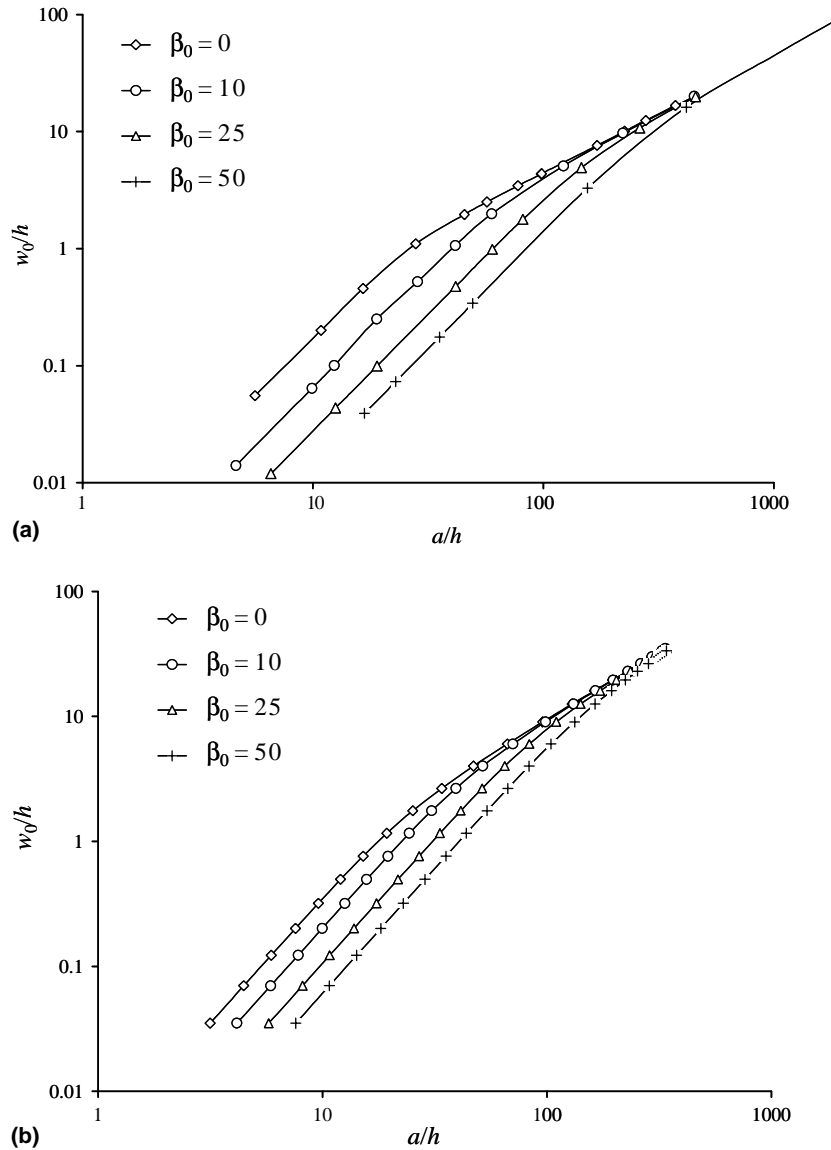 100
β₀ = 0
β₀ = 10
10
β₀ = 25
β₀ = 50
w₀/h
1
0.1
0.01
1
10
100
1000
(a)
a/h
100
β₀ = 0
β₀ = 10
10
β₀ = 25
β₀ = 50
w₀/h
1
0.1
0.01
1
10
100
1000
(b)
a/h